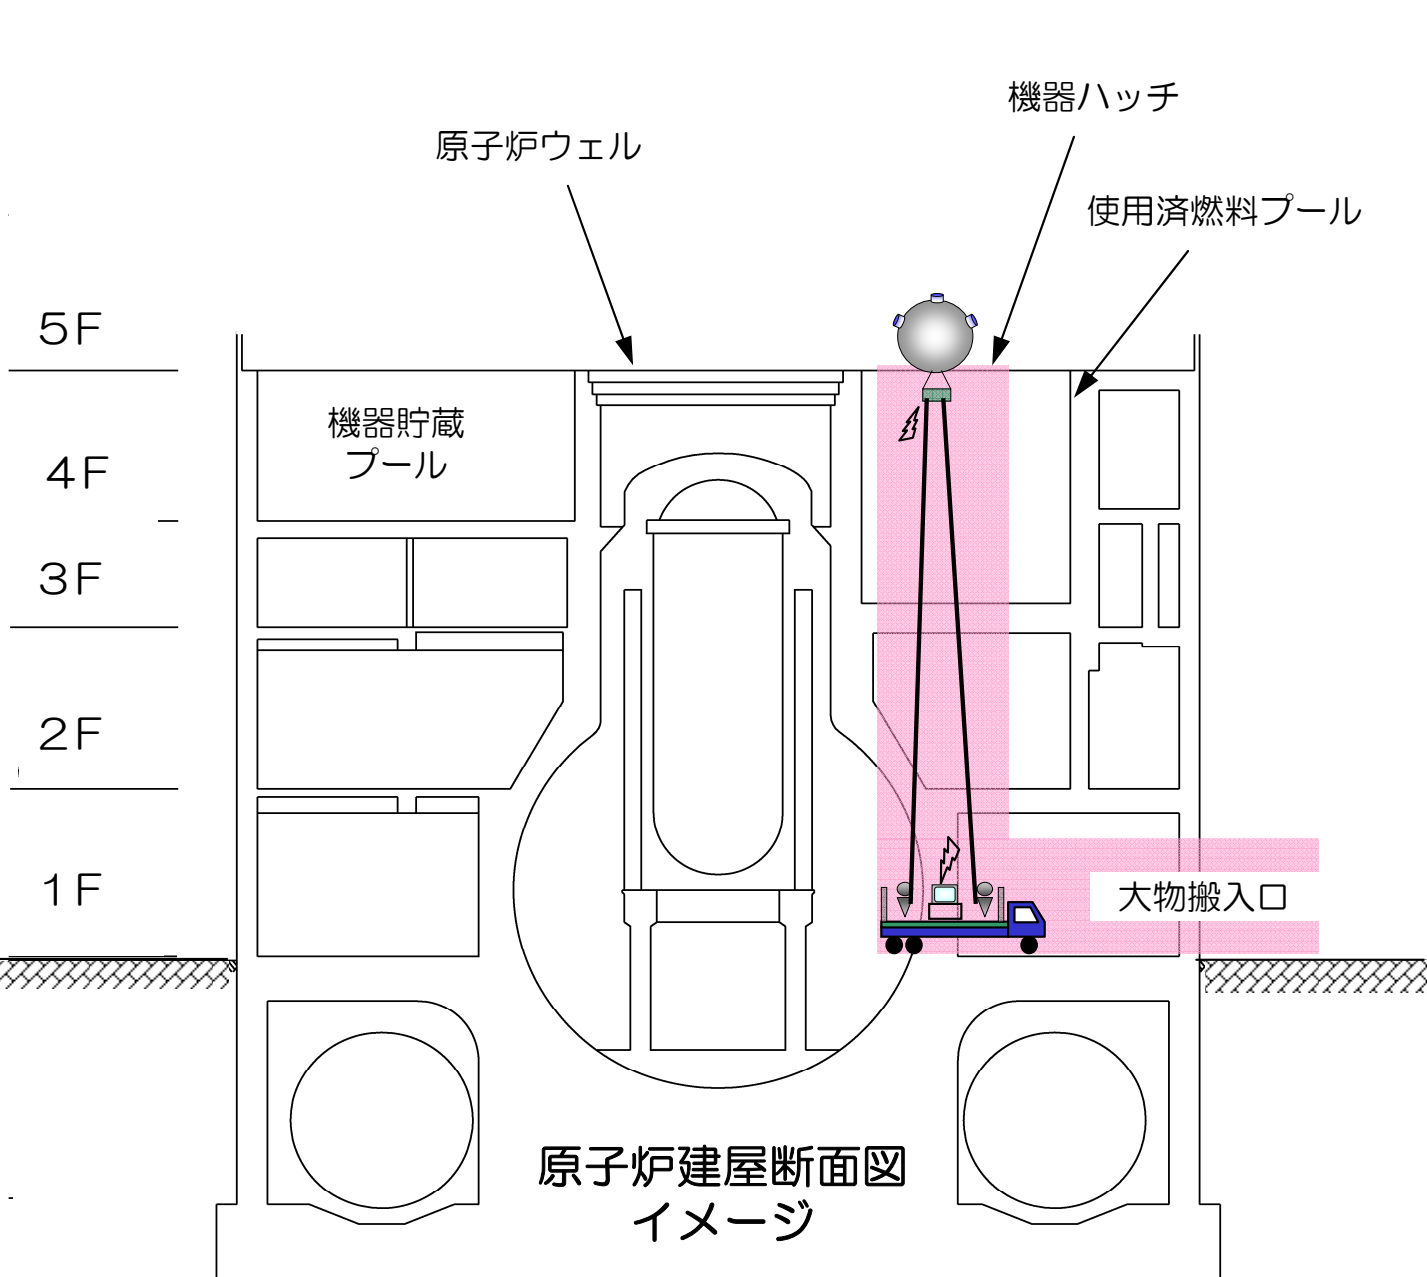 機器ハッチ
原子炉ウェル
使用済燃料プール
５F
機器貯蔵
プール
４F
３F
２F
１F
大物搬入口
原子炉建屋断面図
イメージ